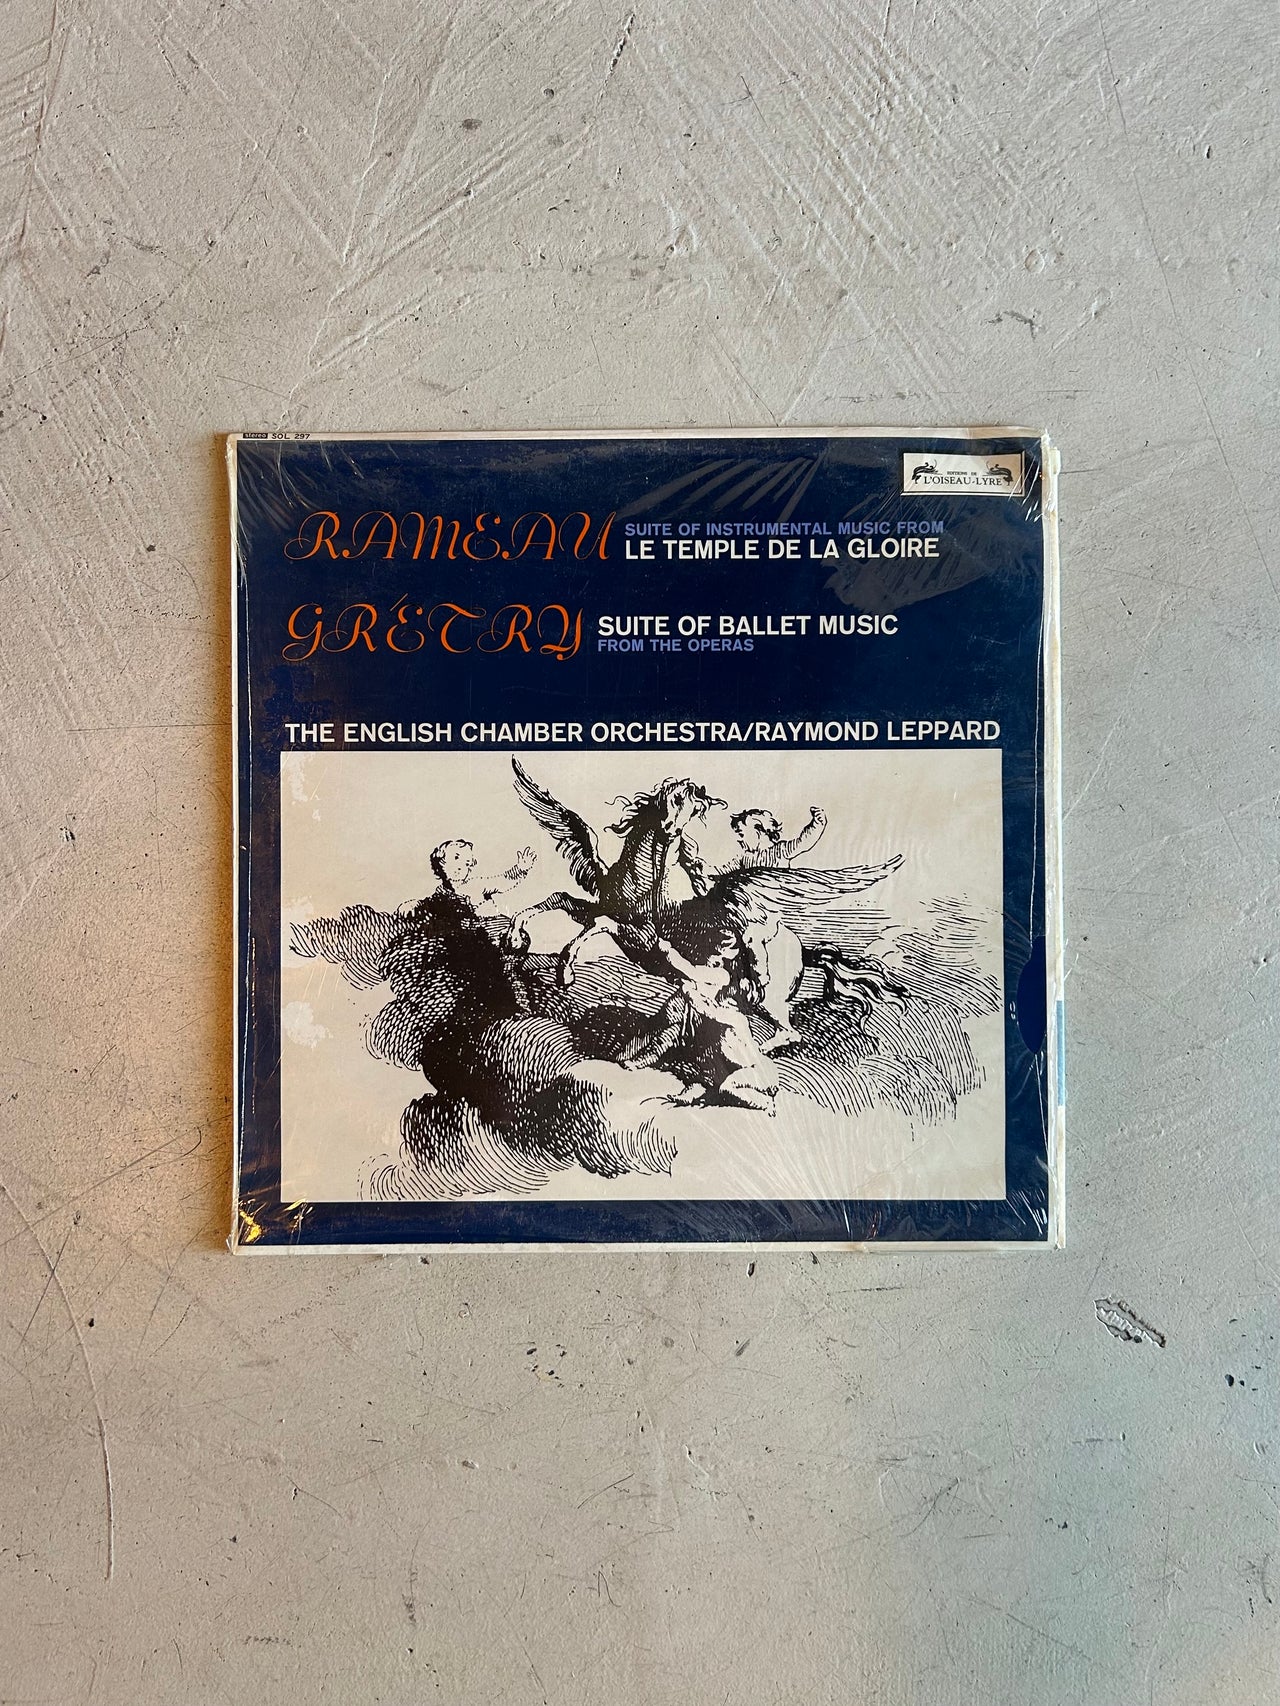 stereo SOL 297
EDITIONS DE
L'OISEAU-LYRE
RAMEAU SUITE OF INSTRUMENTAL MUSIC FROM
LE TEMPLE DE LA GLOIRE
GRÉTRY SUITE OF BALLET MUSIC
FROM THE OPERAS
THE ENGLISH CHAMBER ORCHESTRA/RAYMOND LEPPARD